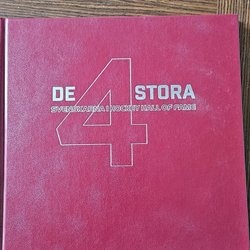 DE 4 STORA
SVENSKARNA I HOCKEY HALL OF FAME